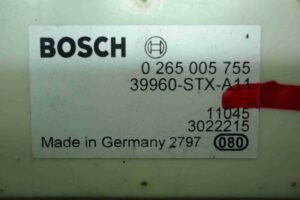 BOSCH
0 265 005 755
39960-STX-A11
11045
3022215
Made in Germany 2797 080